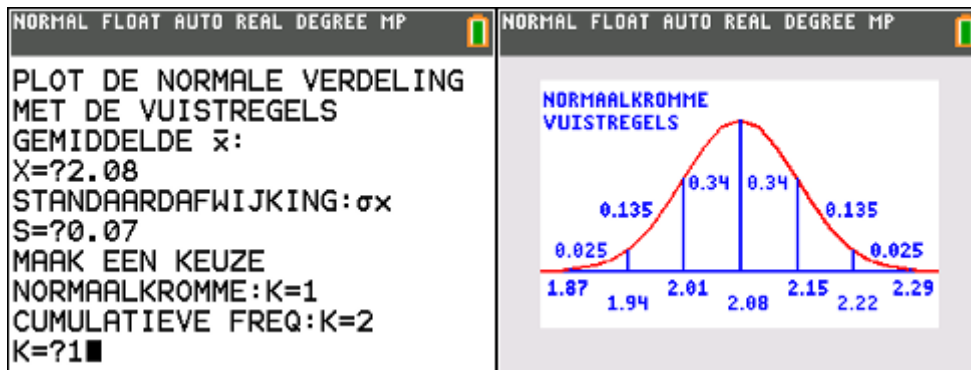 NORMAL FLOAT AUTO REAL DEGREE MP
PLOT DE NORMALE VERDELING
MET DE VUISTREGELS
GEMIDDELDE x̅:
X=?2.08
STANDAARDAFWIJKING:σx
S=?0.07
MAAK EEN KEUZE
NORMAALKROMME:K=1
CUMULATIEVE FREQ:K=2
K=?1
NORMAL FLOAT AUTO REAL DEGREE MP
NORMAALKROMME
VUISTREGELS
0.34 0.34
0.135 0.135
0.025 0.025
1.87 1.94 2.01 2.08 2.15 2.22 2.29